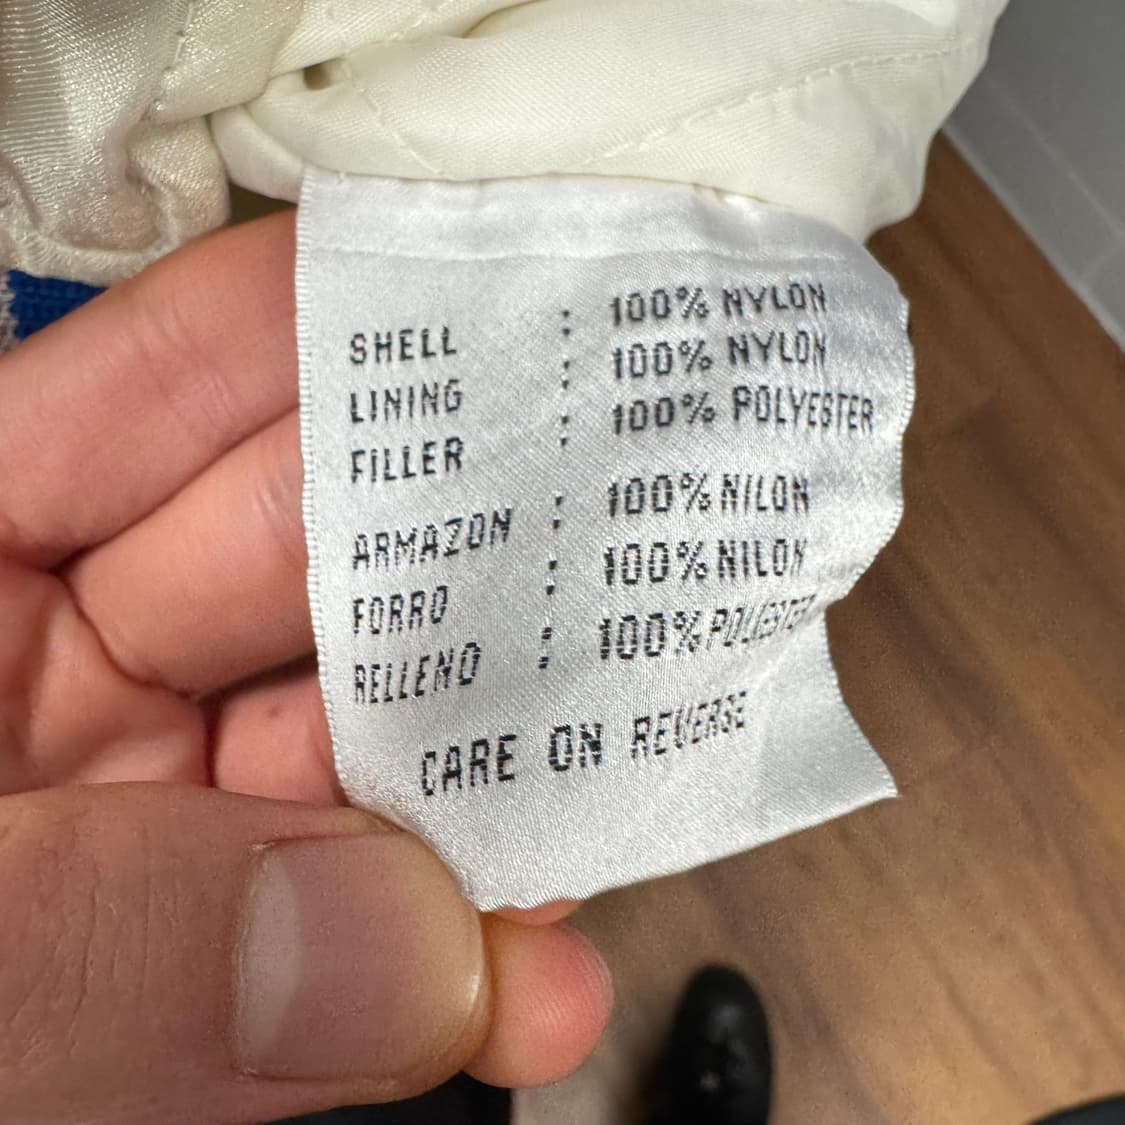 SHELL : 100% NYLON
LINING : 100% NYLON
FILLER : 100% POLYESTER
ARMAZON : 100% NILON
FORRO : 100% NILON
RELLENO : 100% POLIESTER
CARE ON REVERSE